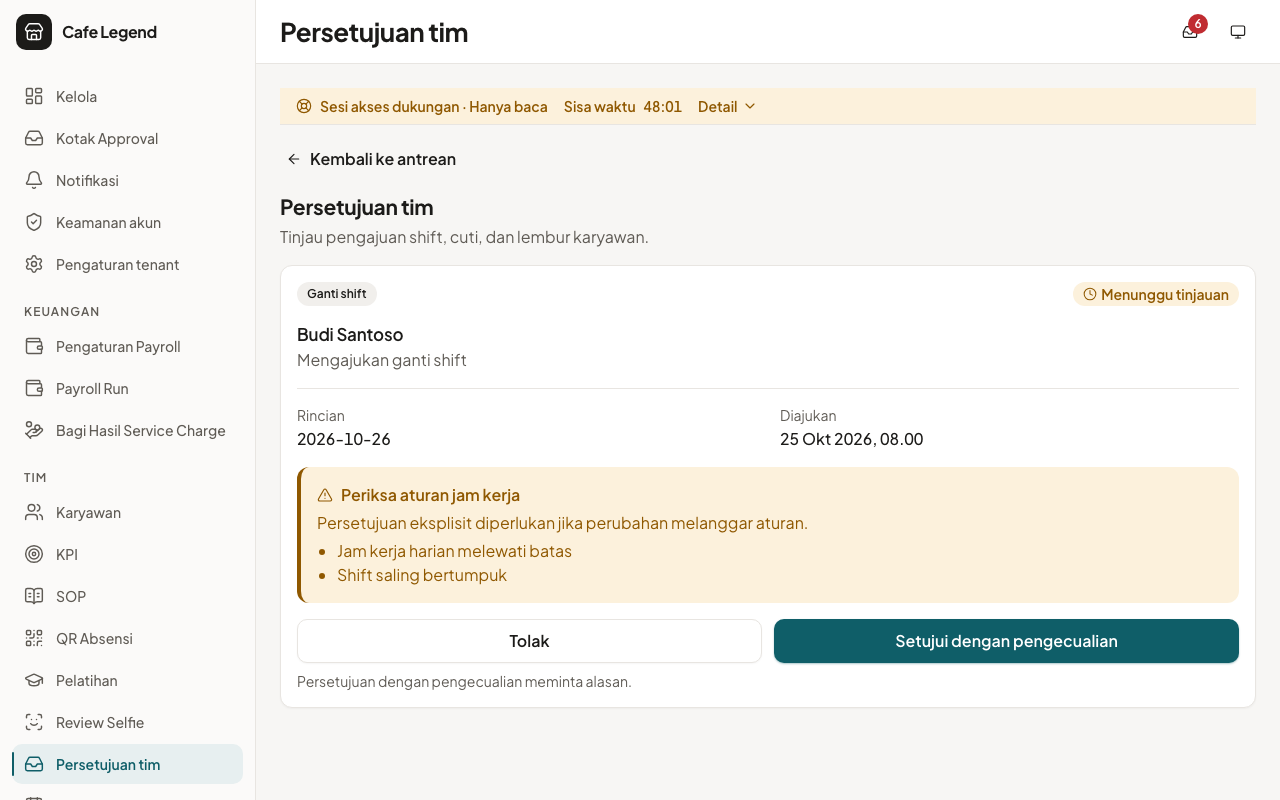 Cafe Legend
Kelola
Kotak Approval
Notifikasi
Keamanan akun
Pengaturan tenant
KEUANGAN
Pengaturan Payroll
Payroll Run
Bagi Hasil Service Charge
TIM
Karyawan
KPI
SOP
QR Absensi
Pelatihan
Review Selfie
Persetujuan tim
Persetujuan tim
6
Sesi akses dukungan · Hanya baca Sisa waktu 48:01 Detail
Kembali ke antrean
Persetujuan tim
Tinjau pengajuan shift, cuti, dan lembur karyawan.
Ganti shift
Menunggu tinjauan
Budi Santoso
Mengajukan ganti shift
Rincian
2026-10-26
Diajukan
25 Okt 2026, 08.00
Periksa aturan jam kerja
Persetujuan eksplisit diperlukan jika perubahan melanggar aturan.
• Jam kerja harian melewati batas
• Shift saling bertumpuk
Tolak
Setujui dengan pengecualian
Persetujuan dengan pengecualian meminta alasan.